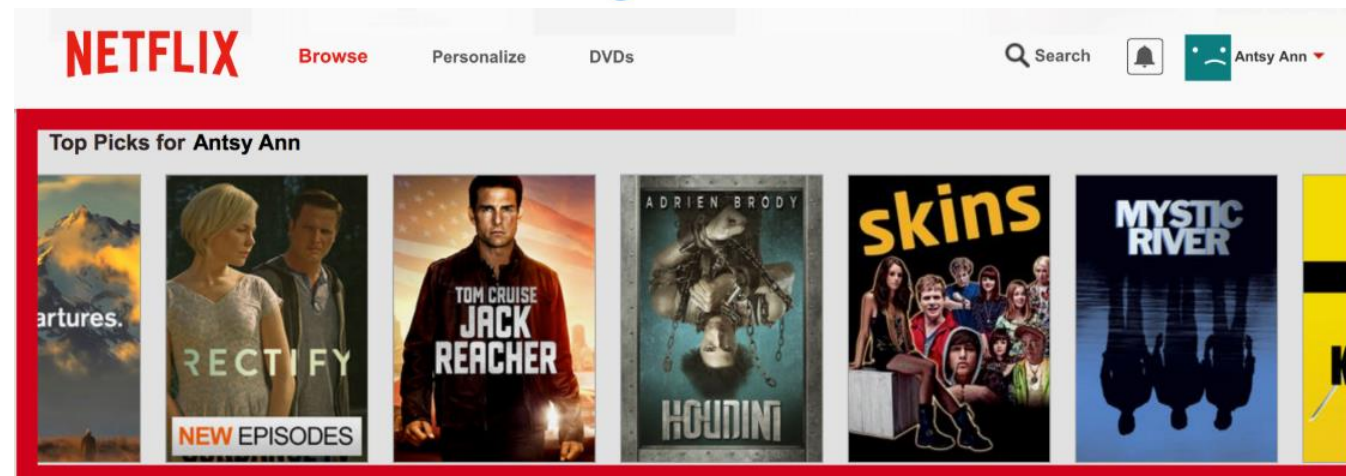 NETFLIX Browse Personalize DVDs Search Antsy Ann
Top Picks for Antsy Ann
artures.
RECTIFY
NEW EPISODES
TOM CRUISE
JACK
REACHER
ADRIEN BRODY
HOUDINI
skins
MYSTIC
RIVER
K